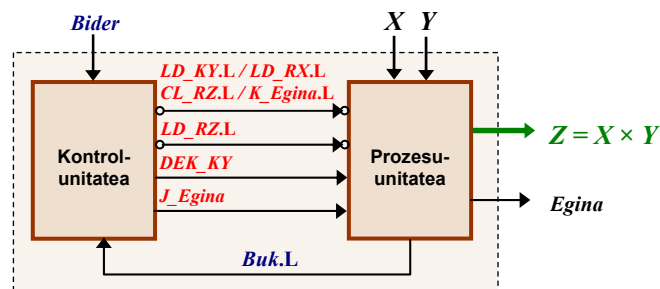 Bider
X Y
LD_KY.L / LD_RX.L
CL_RZ.L / K_Egina.L
LD_RZ.L
DEK_KY
J_Egina
Kontrol-
unitatea
Prozesu-
unitatea
Z = X × Y
Egina
Buk.L